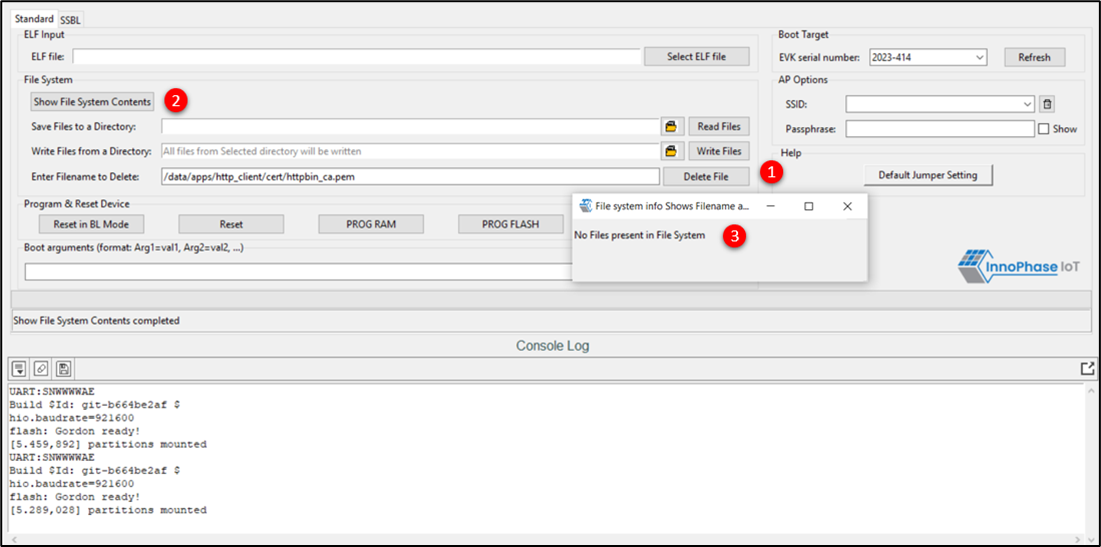 Standard SSBL
ELF Input
ELF file:
Select ELF file
File System
Show File System Contents
2
Save Files to a Directory:
Read Files
Write Files from a Directory:
All files from Selected directory will be written
Write Files
Enter Filename to Delete:
/data/apps/http_client/cert/httpbin_ca.pem
Delete File
1
Program & Reset Device
Reset in BL Mode
Reset
PROG RAM
PROG FLASH
Boot arguments (format: Arg1=val1, Arg2=val2, ...)
Boot Target
EVK serial number:
2023-414
Refresh
AP Options
SSID:
Passphrase:
Show
Help
Default Jumper Setting
File system info Shows Filename a...
No Files present in File System
3
InnoPhase IoT
Show File System Contents completed
Console Log
UART:SNWWWWAE
Build $Id: git-b664be2af $
hio.baudrate=921600
flash: Gordon ready!
[5.459,892] partitions mounted
UART:SNWWWWAE
Build $Id: git-b664be2af $
hio.baudrate=921600
flash: Gordon ready!
[5.289,028] partitions mounted